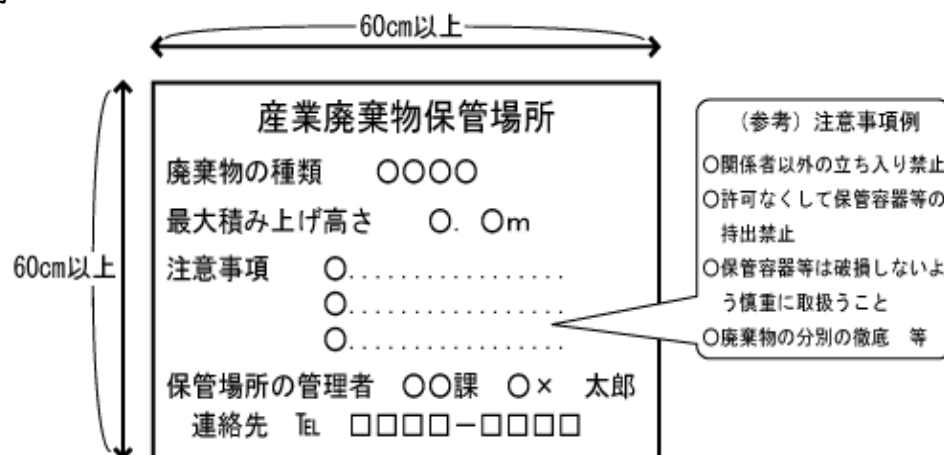 60cm以上
60cm以上
産業廃棄物保管場所
廃棄物の種類 ○○○○
最大積み上げ高さ ○．○m
注意事項 ○.................
○.................
○.................
保管場所の管理者 ○○課 ○× 太郎
連絡先 ℡ □□□□－□□□□
（参考）注意事項例
○関係者以外の立ち入り禁止
○許可なくして保管容器等の
持出禁止
○保管容器等は破損しないよ
う慎重に取扱うこと
○廃棄物の分別の徹底 等